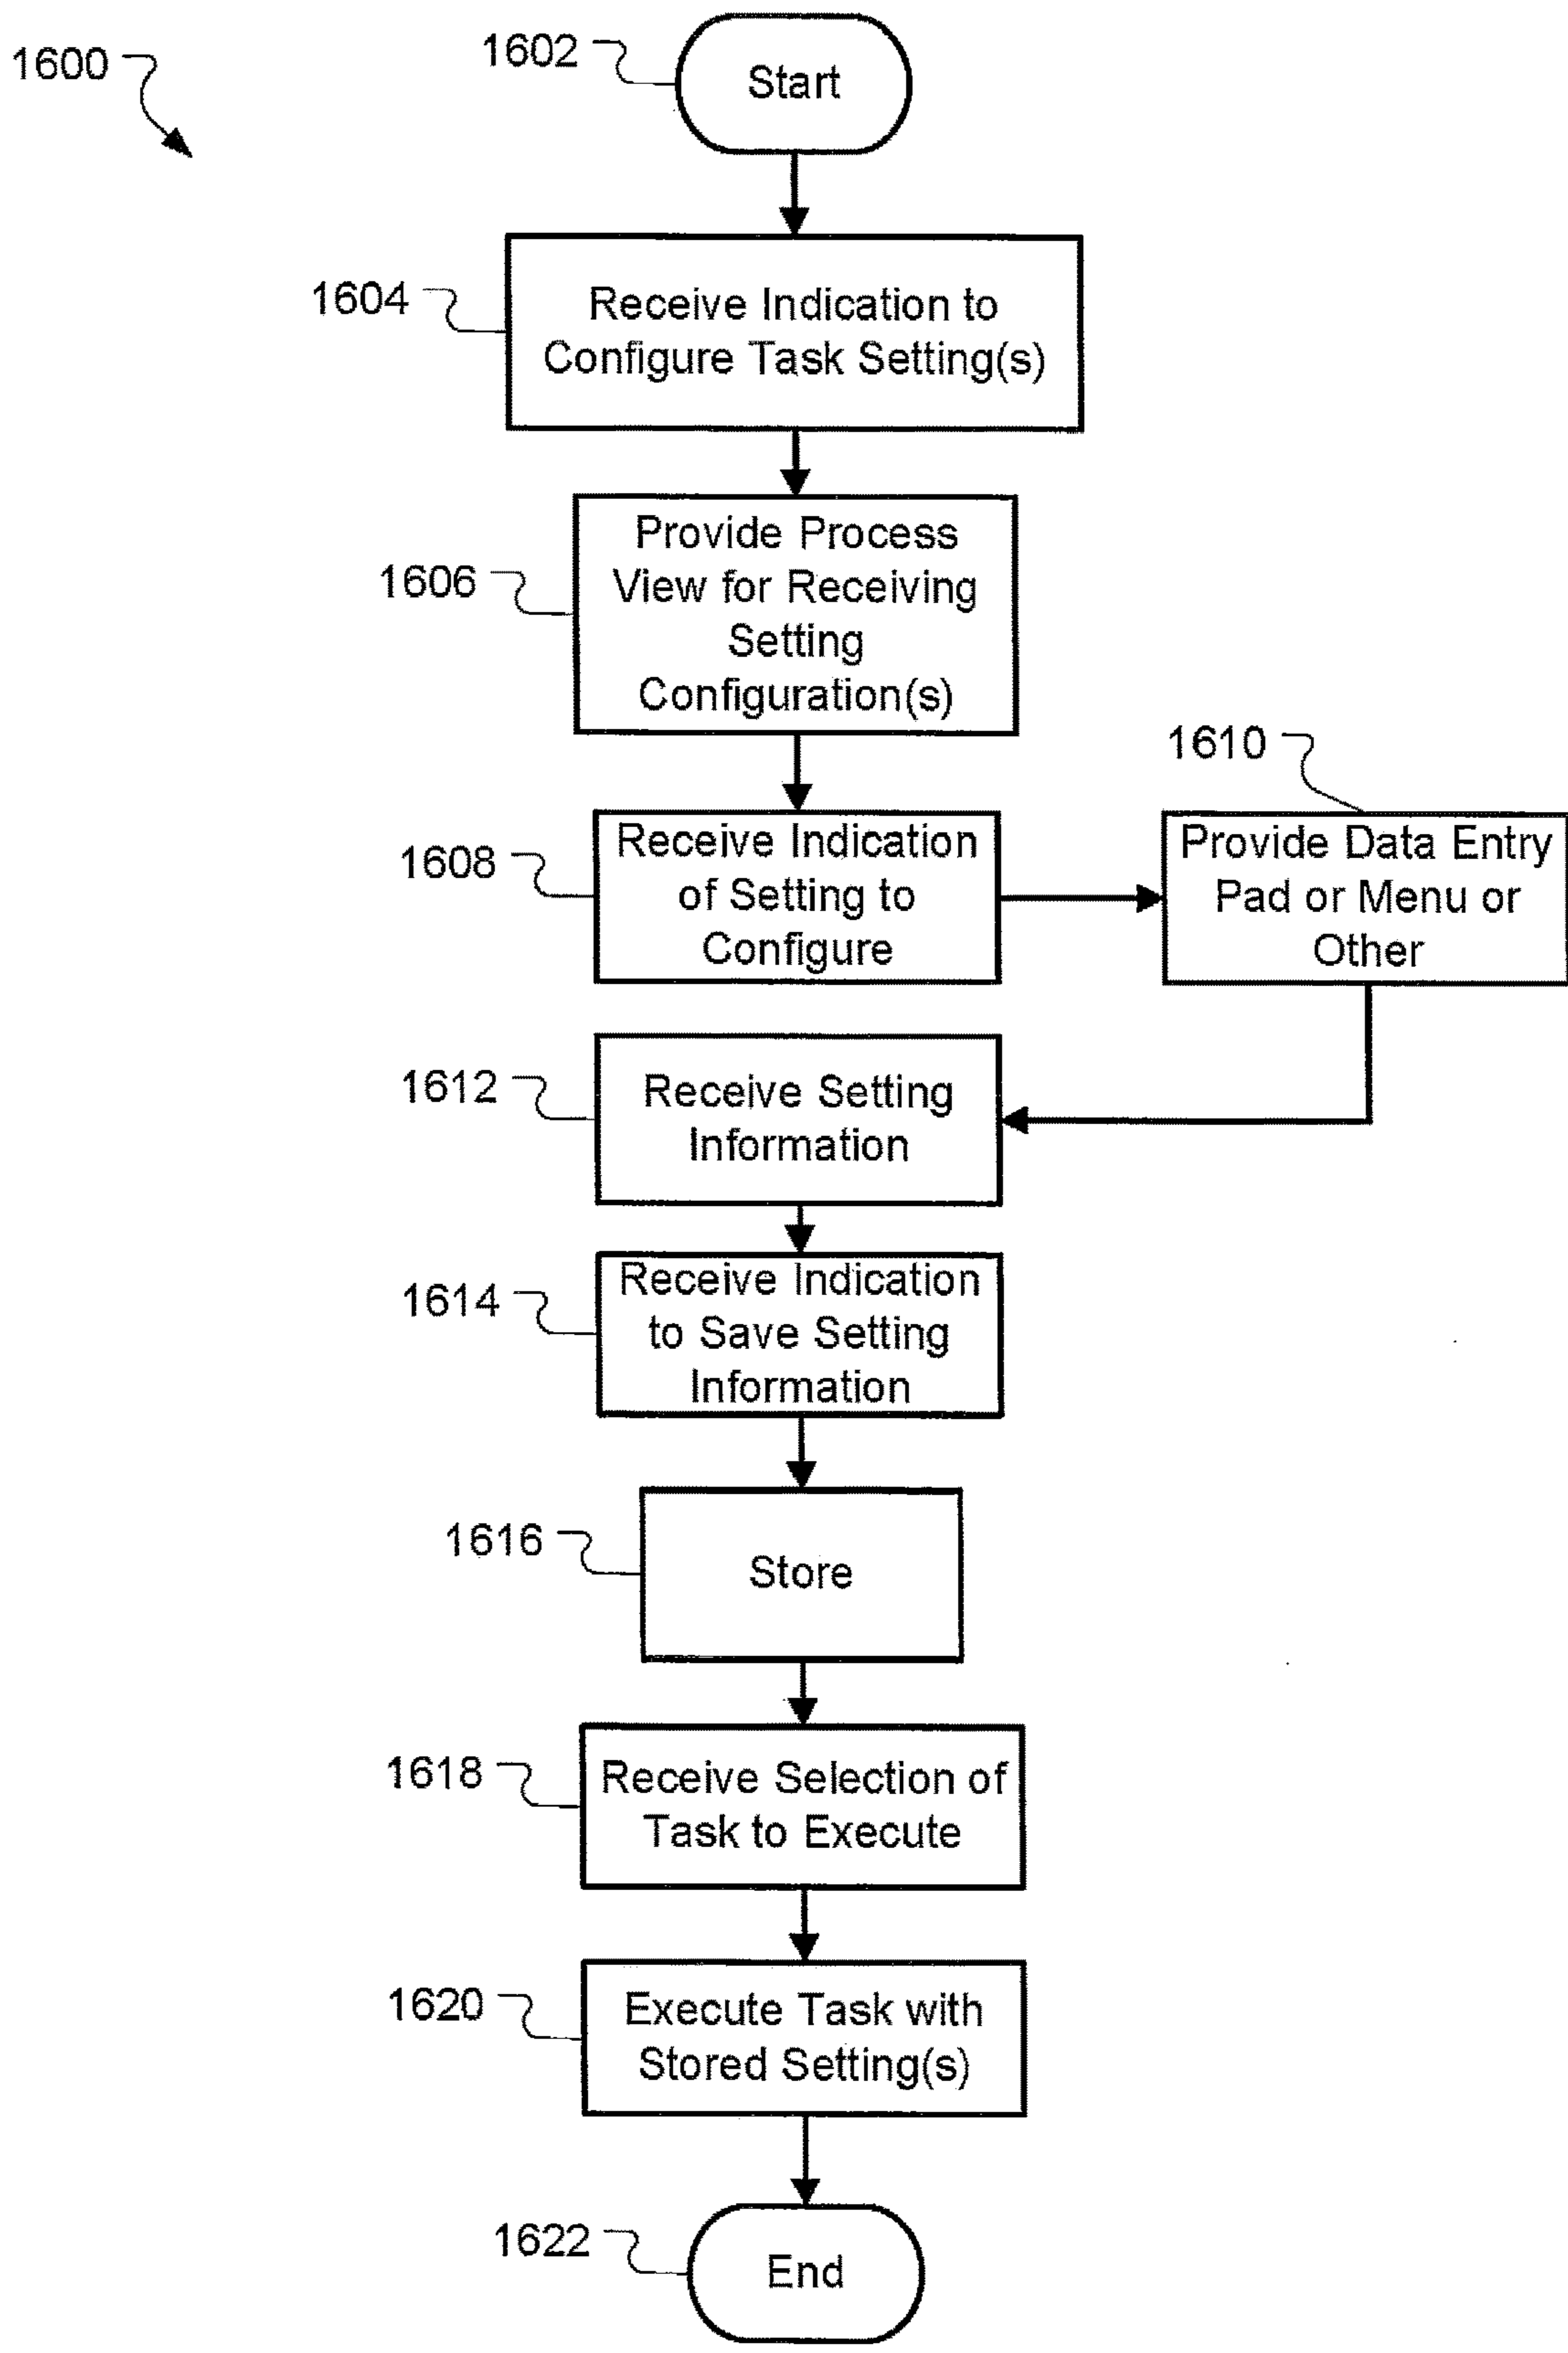 1600
1602
Start
1604
Receive Indication to
Configure Task Setting(s)
1606
Provide Process
View for Receiving
Setting
Configuration(s)
1608
Receive Indication
of Setting to
Configure
1610
Provide Data Entry
Pad or Menu or
Other
1612
Receive Setting
Information
1614
Receive Indication
to Save Setting
Information
1616
Store
1618
Receive Selection of
Task to Execute
1620
Execute Task with
Stored Setting(s)
1622
End